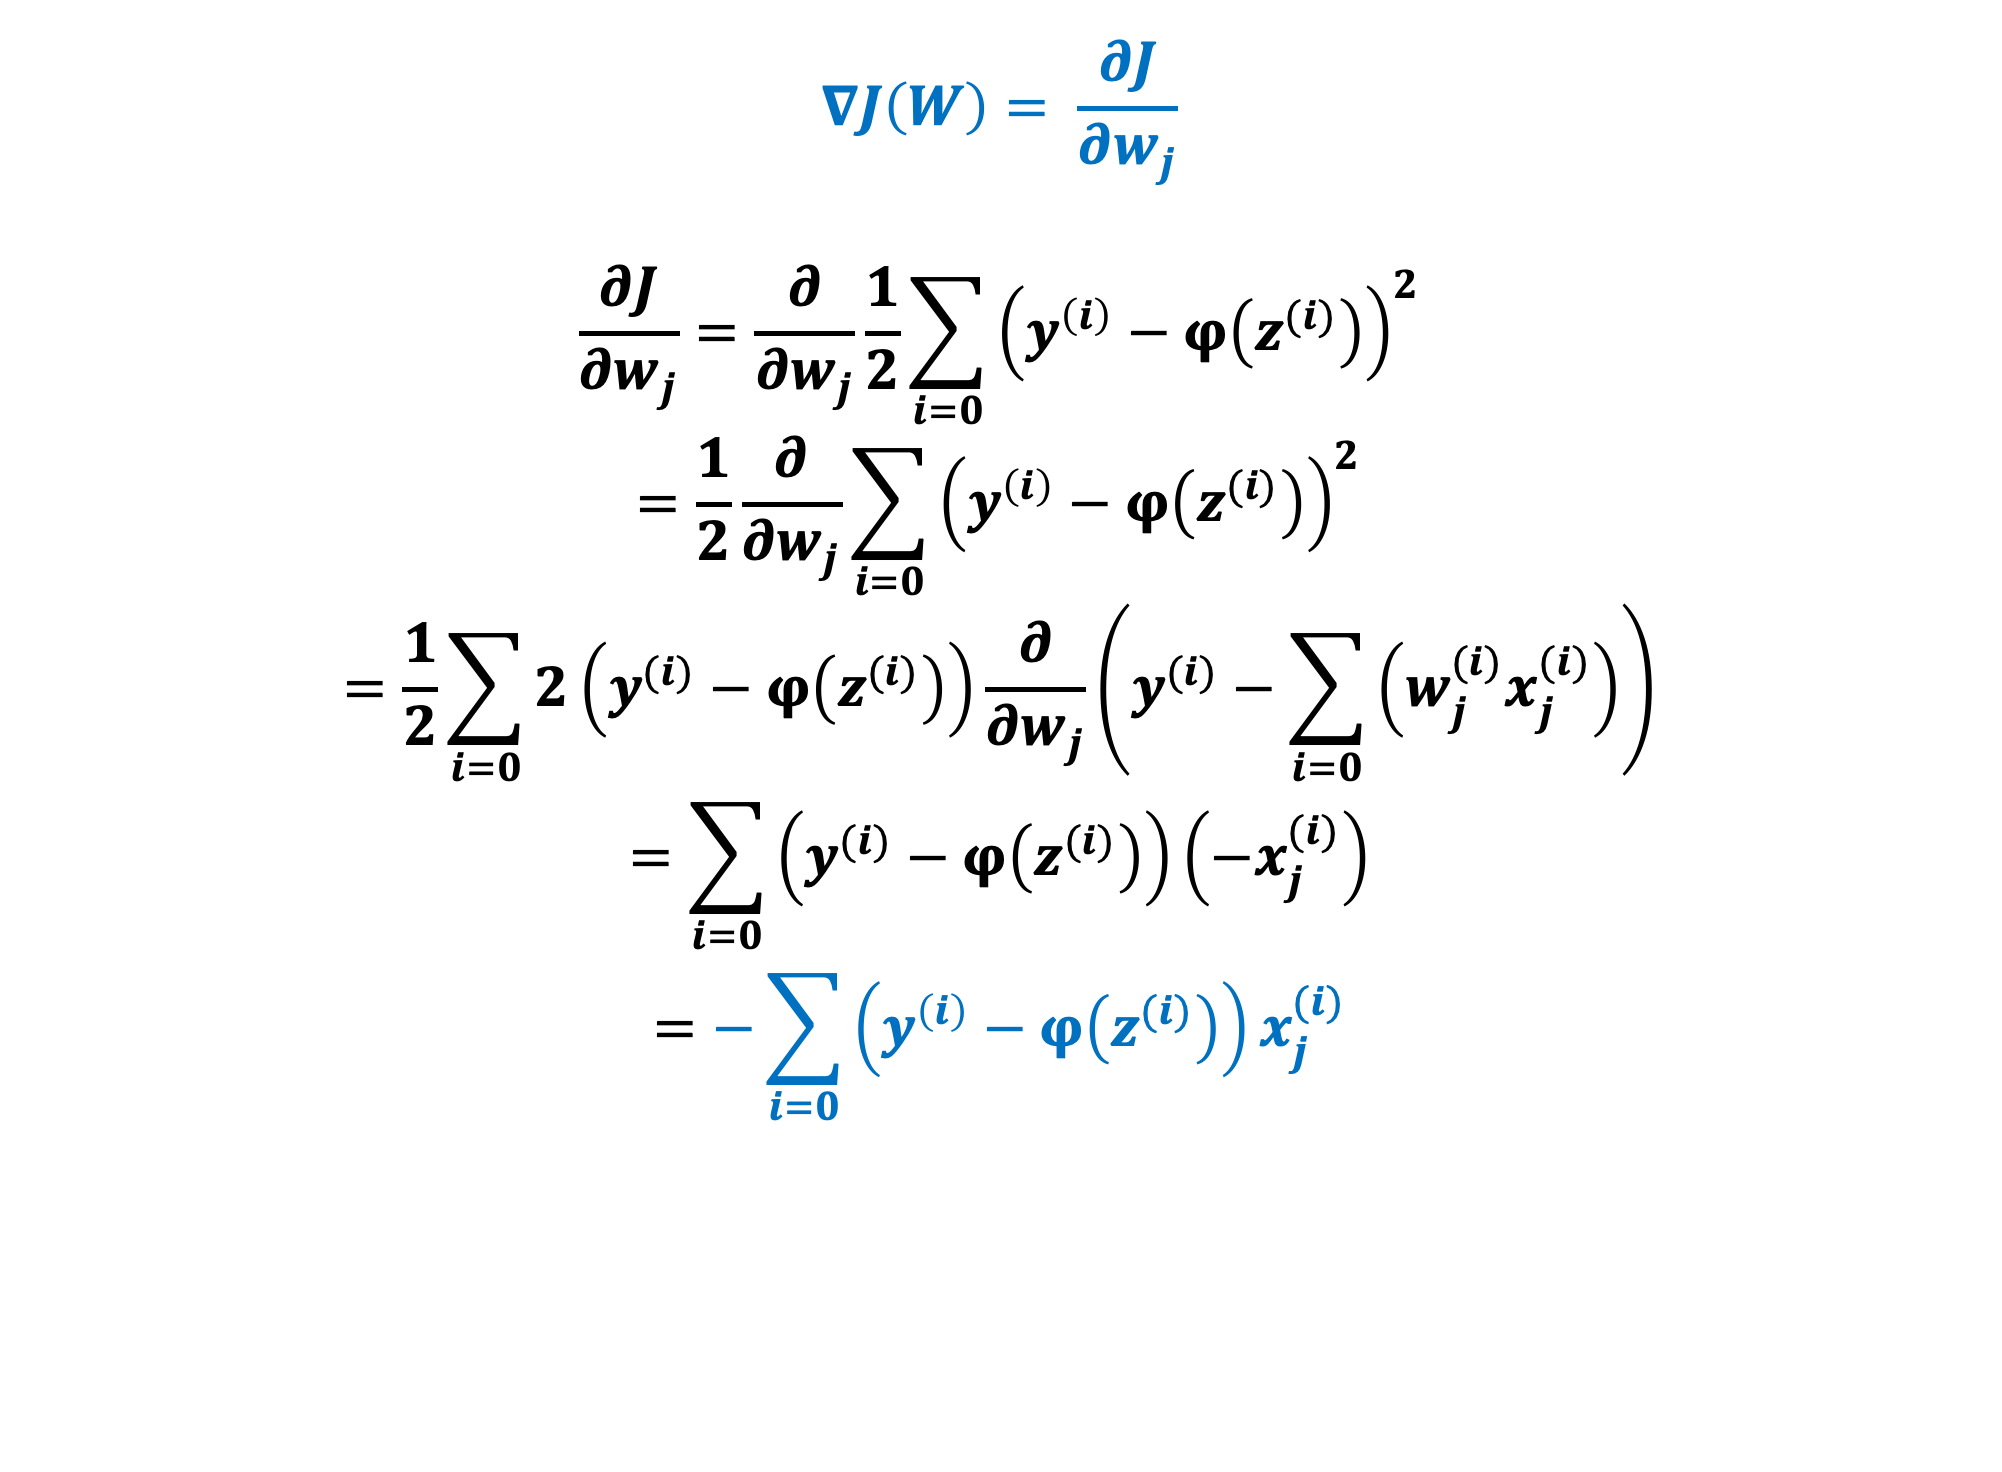 ∇J(W) = ∂J/∂w_j
∂J/∂w_j = ∂/∂w_j 1/2 ∑_{i=0} (y^{(i)} − φ(z^{(i)}))^2
= 1/2 ∂/∂w_j ∑_{i=0} (y^{(i)} − φ(z^{(i)}))^2
= 1/2 ∑_{i=0} 2 (y^{(i)} − φ(z^{(i)})) ∂/∂w_j (y^{(i)} − ∑_{i=0} (w_j^{(i)} x_j^{(i)}))
= ∑_{i=0} (y^{(i)} − φ(z^{(i)})) (−x_j^{(i)})
= − ∑_{i=0} (y^{(i)} − φ(z^{(i)})) x_j^{(i)}